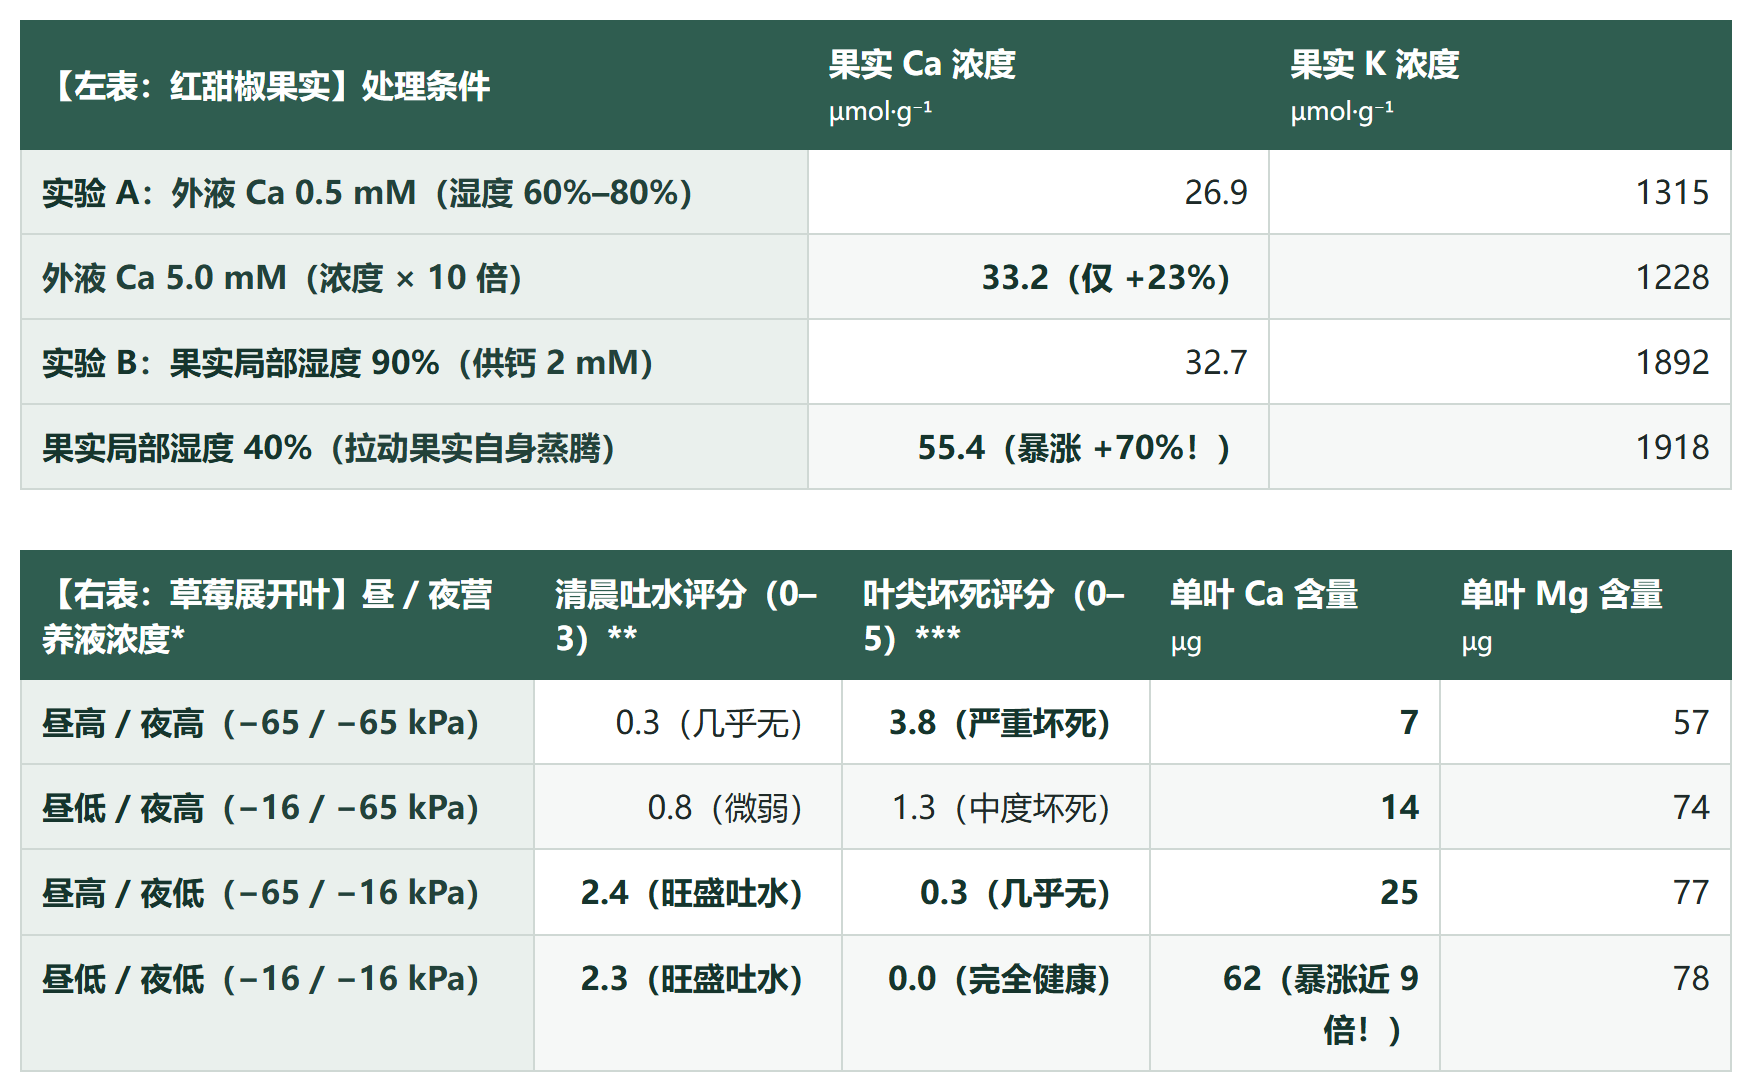 【左表：红甜椒果实】处理条件
果实 Ca 浓度
μmol·g⁻¹
果实 K 浓度
μmol·g⁻¹
实验 A：外液 Ca 0.5 mM（湿度 60%–80%） 26.9 1315
外液 Ca 5.0 mM（浓度 × 10 倍） 33.2（仅 +23%） 1228
实验 B：果实局部湿度 90%（供钙 2 mM） 32.7 1892
果实局部湿度 40%（拉动果实自身蒸腾） 55.4（暴涨 +70%！） 1918
【右表：草莓展开叶】昼 / 夜营
养液浓度*
清晨吐水评分（0–
3）**
叶尖坏死评分（0–
5）***
单叶 Ca 含量
μg
单叶 Mg 含量
μg
昼高 / 夜高（−65 / −65 kPa） 0.3（几乎无） 3.8（严重坏死） 7 57
昼低 / 夜高（−16 / −65 kPa） 0.8（微弱） 1.3（中度坏死） 14 74
昼高 / 夜低（−65 / −16 kPa） 2.4（旺盛吐水） 0.3（几乎无） 25 77
昼低 / 夜低（−16 / −16 kPa） 2.3（旺盛吐水） 0.0（完全健康） 62（暴涨近 9
倍！） 78